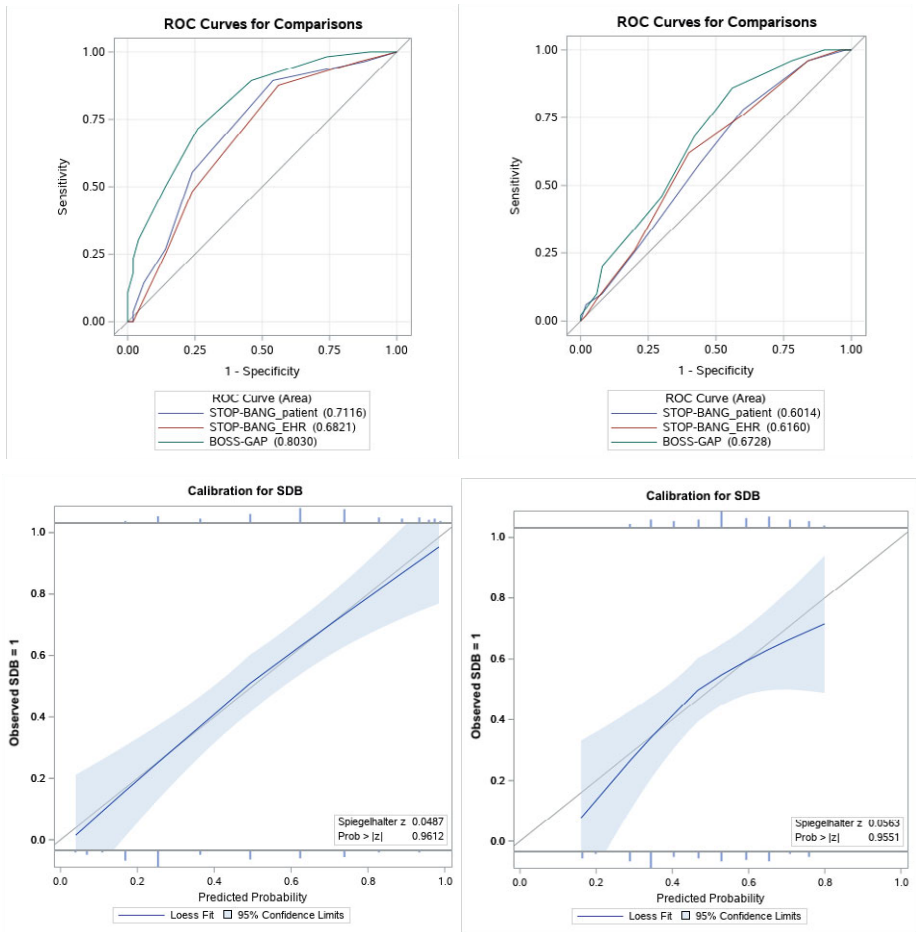 ROC Curves for Comparisons
1.00
0.75
0.50
0.25
0.00
Sensitivity
0.00 0.25 0.50 0.75 1.00
1 - Specificity
ROC Curve (Area)
STOP-BANG_patient (0.7116)
STOP-BANG_EHR (0.6821)
BOSS-GAP (0.8030)
ROC Curves for Comparisons
1.00
0.75
0.50
0.25
0.00
Sensitivity
0.00 0.25 0.50 0.75 1.00
1 - Specificity
ROC Curve (Area)
STOP-BANG_patient (0.6014)
STOP-BANG_EHR (0.6160)
BOSS-GAP (0.6728)
Calibration for SDB
1.0
0.8
0.6
0.4
0.2
0.0
Observed SDB = 1
Spiegelhalter z 0.0487
Prob > |z| 0.9612
0.0 0.2 0.4 0.6 0.8 1.0
Predicted Probability
Loess Fit 95% Confidence Limits
Calibration for SDB
1.0
0.8
0.6
0.4
0.2
0.0
Observed SDB = 1
Spiegelhalter z 0.0563
Prob > |z| 0.9551
0.0 0.2 0.4 0.6 0.8 1.0
Predicted Probability
Loess Fit 95% Confidence Limits